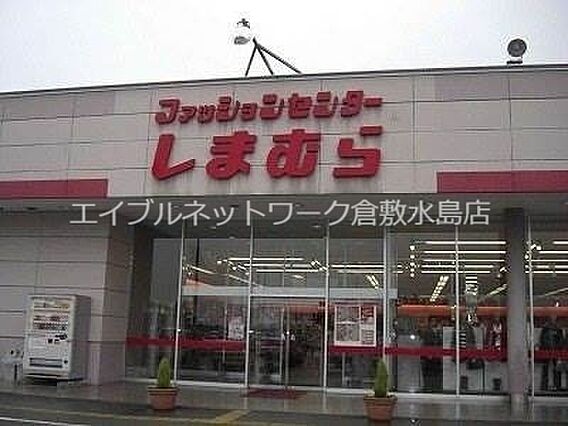 ファッションセンター
しまむら
エイブルネットワーク倉敷水島店